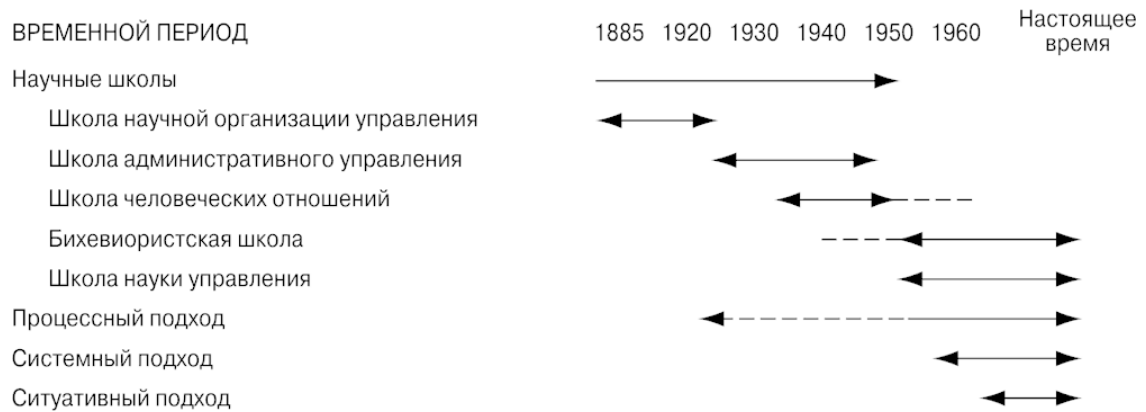 ВРЕМЕННОЙ ПЕРИОД 1885 1920 1930 1940 1950 1960 Настоящее
время
Научные школы
Школа научной организации управления
Школа административного управления
Школа человеческих отношений
Бихевиористская школа
Школа науки управления
Процессный подход
Системный подход
Ситуативный подход